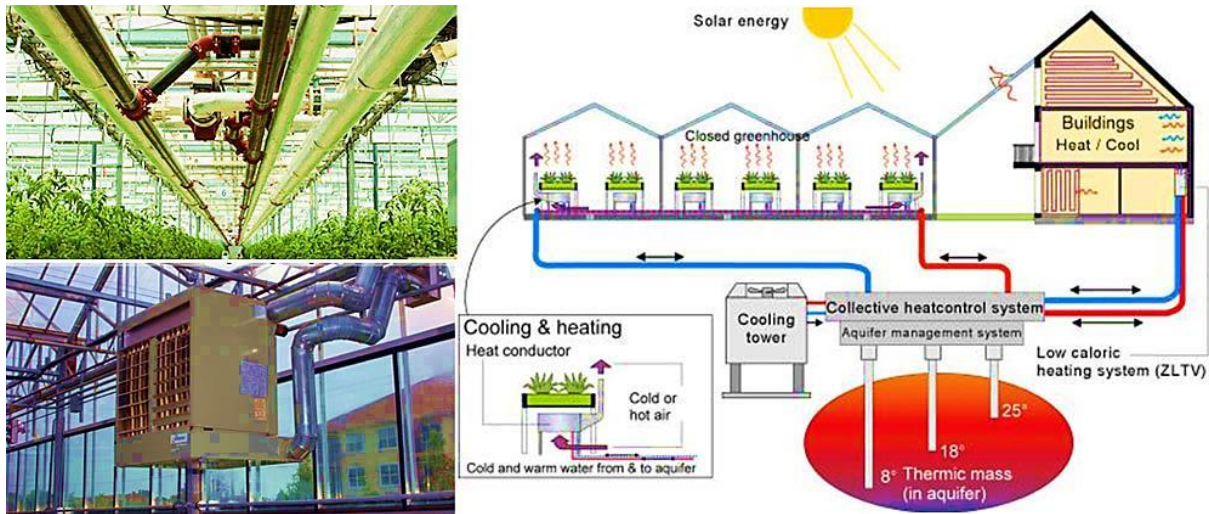 Solar energy
Closed greenhouse
Buildings
Heat / Cool
Cooling & heating
Heat conductor
Cold or
hot air
Cold and warm water from & to aquifer
Cooling
tower
Collective heatcontrol system
Aquifer management system
Low caloric
heating system (ZLTV)
25°
18°
8°
Thermic mass
(in aquifer)